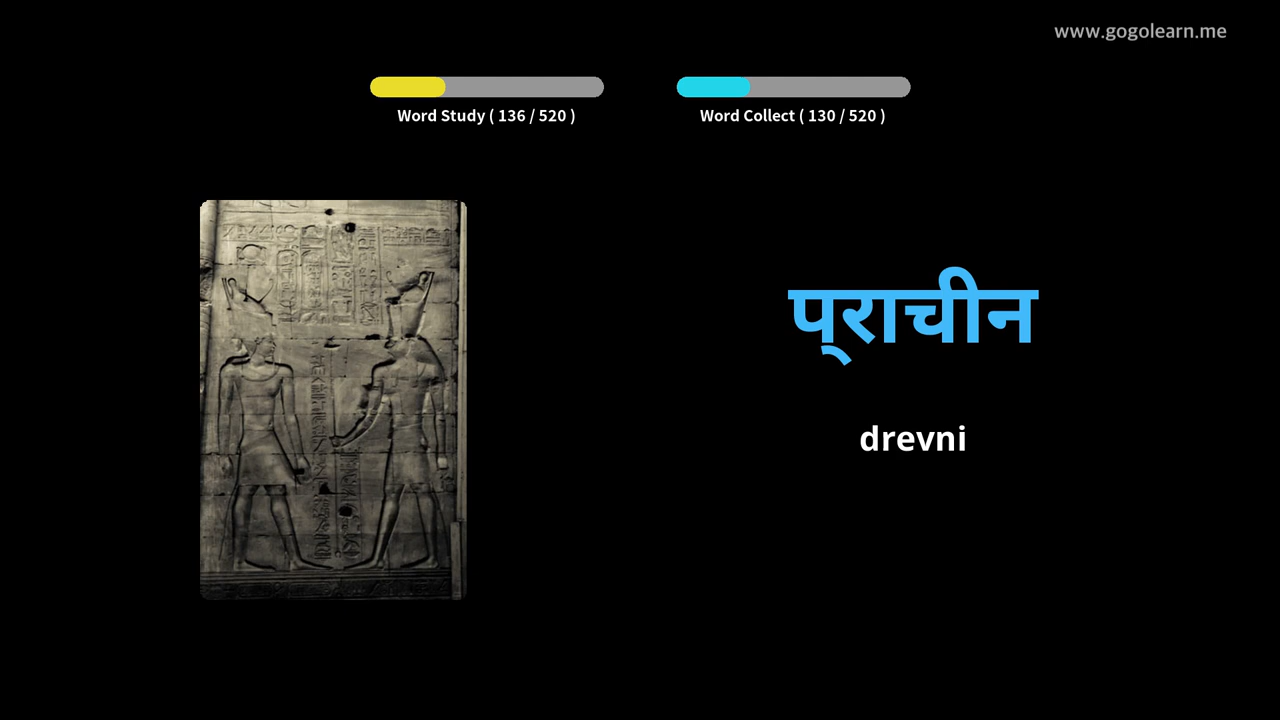 www.gogolearn.me
Word Study ( 136 / 520 )
Word Collect ( 130 / 520 )
प्राचीन
drevni